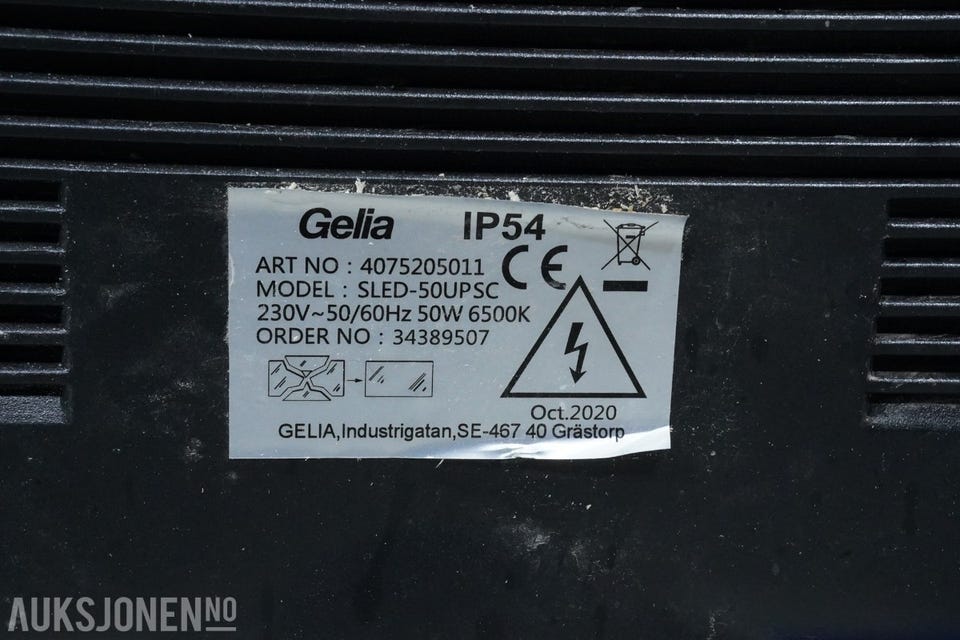 Gelia IP54
ART NO : 4075205011 CE
MODEL : SLED-50UPSC
230V~50/60Hz 50W 6500K
ORDER NO : 34389507
Oct.2020
GELIA,Industrigatan,SE-467 40 Grästorp
AUKSJONEN.NO